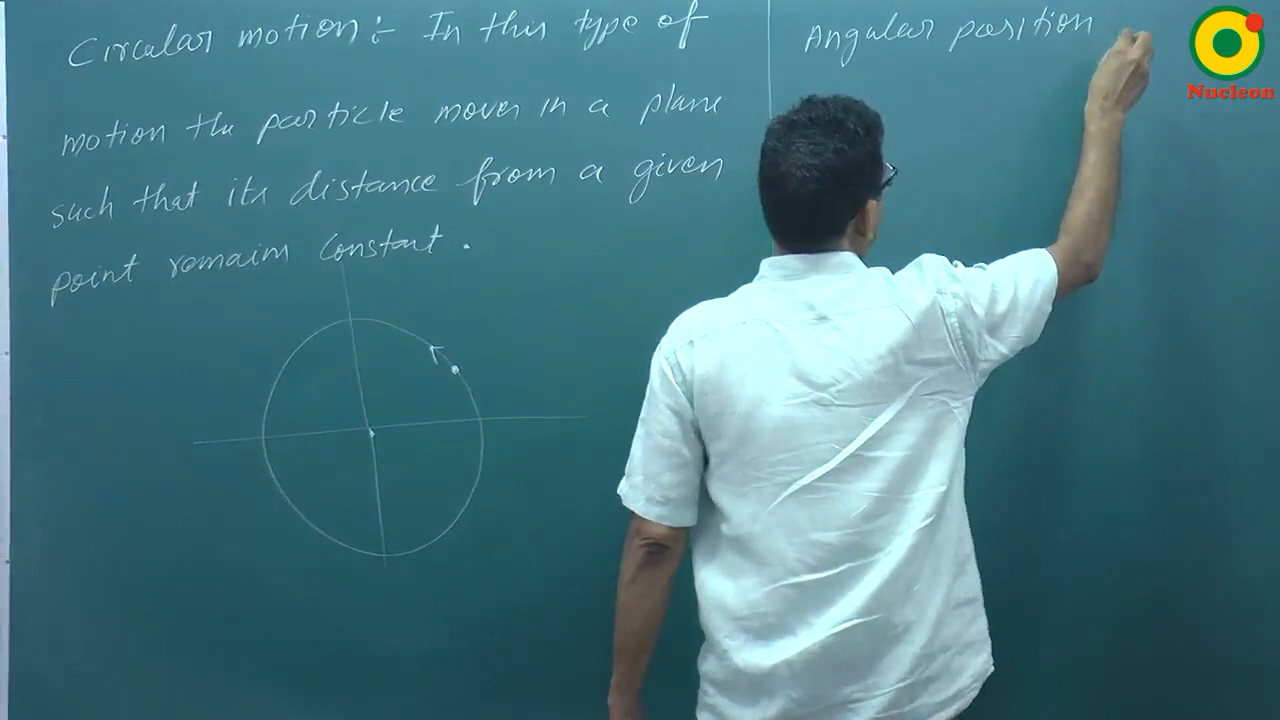 Circular motion :- In this type of
motion the particle moves in a plane
such that its distance from a given
point remains constant.
Angular position
Nucleon